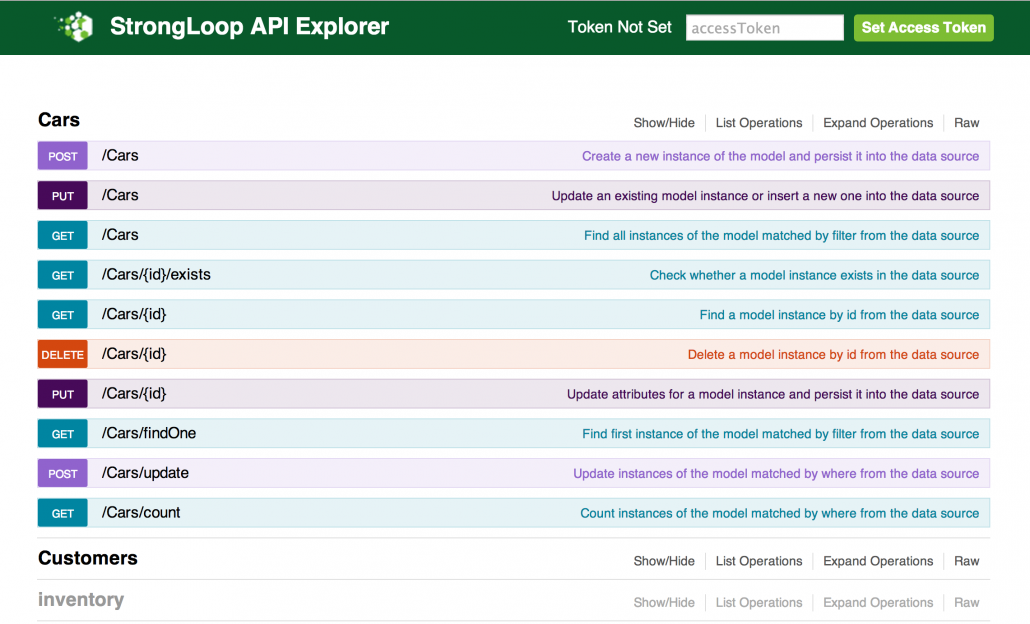 StrongLoop API Explorer Token Not Set accessToken Set Access Token
Cars Show/Hide List Operations Expand Operations Raw
POST /Cars Create a new instance of the model and persist it into the data source
PUT /Cars Update an existing model instance or insert a new one into the data source
GET /Cars Find all instances of the model matched by filter from the data source
GET /Cars/{id}/exists Check whether a model instance exists in the data source
GET /Cars/{id} Find a model instance by id from the data source
DELETE /Cars/{id} Delete a model instance by id from the data source
PUT /Cars/{id} Update attributes for a model instance and persist it into the data source
GET /Cars/findOne Find first instance of the model matched by filter from the data source
POST /Cars/update Update instances of the model matched by where from the data source
GET /Cars/count Count instances of the model matched by where from the data source
Customers Show/Hide List Operations Expand Operations Raw
inventory Show/Hide List Operations Expand Operations Raw